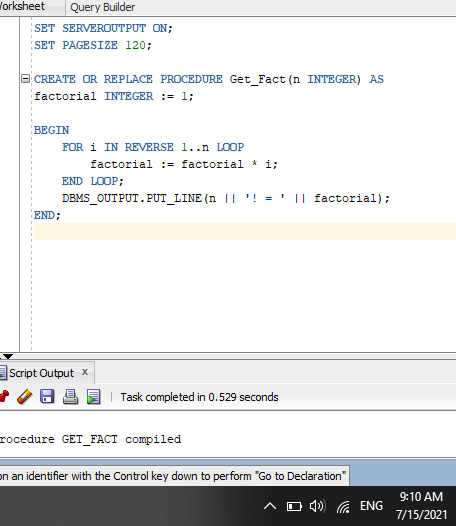 orksheet Query Builder
SET SERVEROUTPUT ON;
SET PAGESIZE 120;
CREATE OR REPLACE PROCEDURE Get_Fact(n INTEGER) AS
factorial INTEGER := 1;
BEGIN
FOR i IN REVERSE 1..n LOOP
factorial := factorial * i;
END LOOP;
DBMS_OUTPUT.PUT_LINE(n || '! = ' || factorial);
END;
Script Output x
Task completed in 0.529 seconds
rocedure GET_FACT compiled
on an identifier with the Control key down to perform "Go to Declaration"
ENG
9:10 AM
7/15/2021